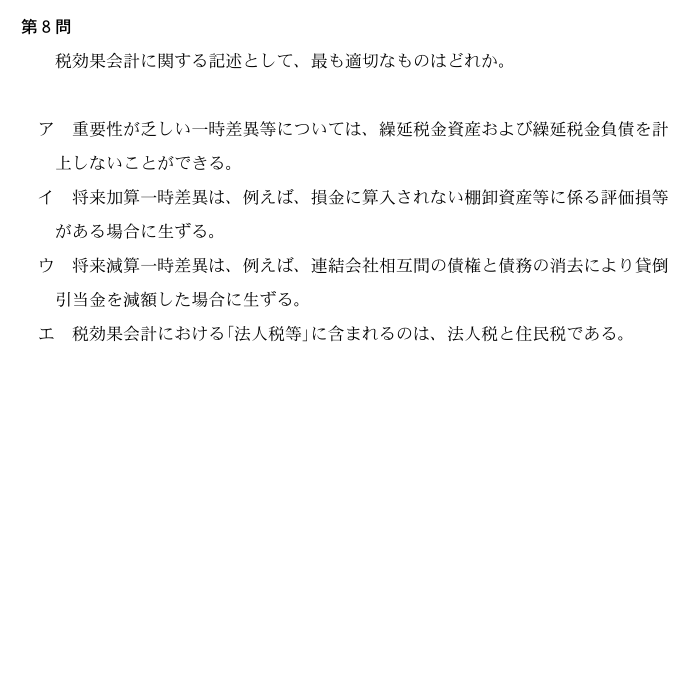 第8問
税効果会計に関する記述として、最も適切なものはどれか。
ア　重要性が乏しい一時差異等については、繰延税金資産および繰延税金負債を計
上しないことができる。
イ　将来加算一時差異は、例えば、損金に算入されない棚卸資産等に係る評価損等
がある場合に生ずる。
ウ　将来減算一時差異は、例えば、連結会社相互間の債権と債務の消去により貸倒
引当金を減額した場合に生ずる。
エ　税効果会計における｢法人税等｣に含まれるのは、法人税と住民税である。